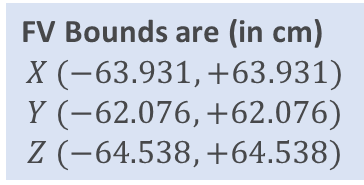 FV Bounds are (in cm)
X (−63.931, +63.931)
Y (−62.076, +62.076)
Z (−64.538, +64.538)